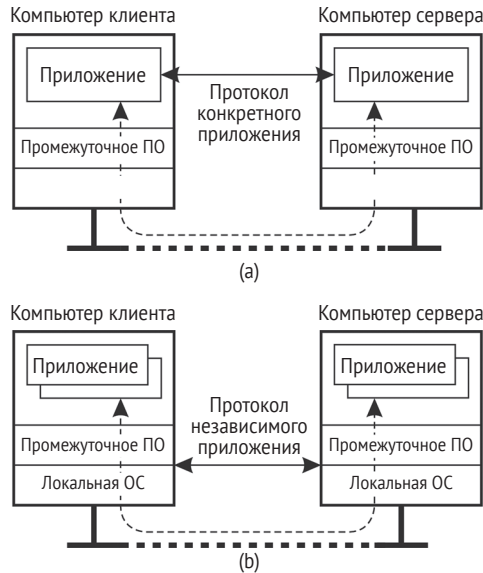 Компьютер клиента
Компьютер сервера
Приложение
Приложение
Протокол
конкретного
приложения
Промежуточное ПО
Промежуточное ПО
(a)
Компьютер клиента
Компьютер сервера
Приложение
Приложение
Протокол
независимого
приложения
Промежуточное ПО
Промежуточное ПО
Локальная ОС
Локальная ОС
(b)